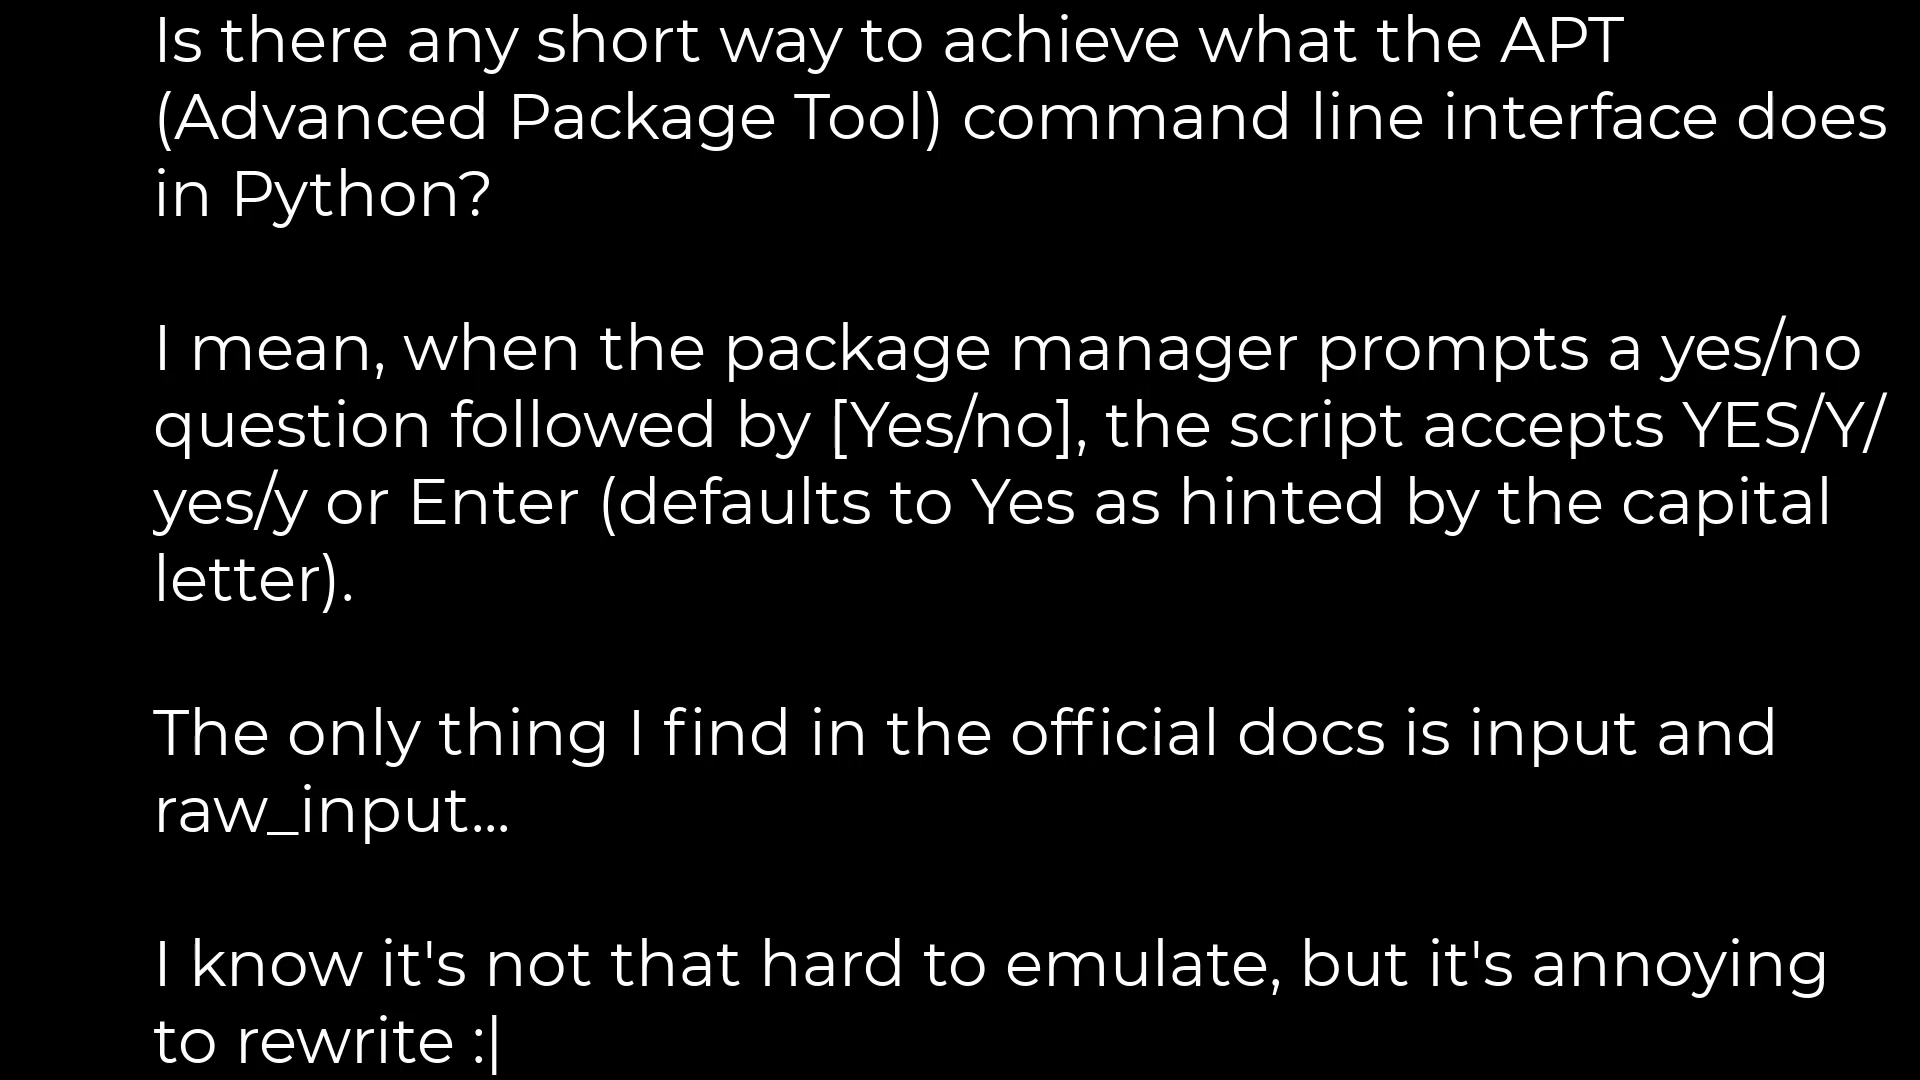 Is there any short way to achieve what the APT
(Advanced Package Tool) command line interface does
in Python?
I mean, when the package manager prompts a yes/no
question followed by [Yes/no], the script accepts YES/Y/
yes/y or Enter (defaults to Yes as hinted by the capital
letter).
The only thing I find in the official docs is input and
raw_input...
I know it's not that hard to emulate, but it's annoying
to rewrite :|